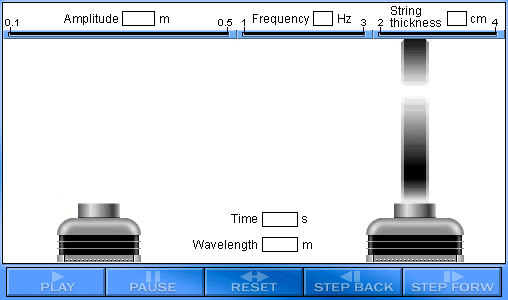 Amplitude m
0.1 0.5
Frequency Hz
1 3
String
thickness cm
2 4
Time s
Wavelength m
PLAY PAUSE RESET STEP BACK STEP FORW